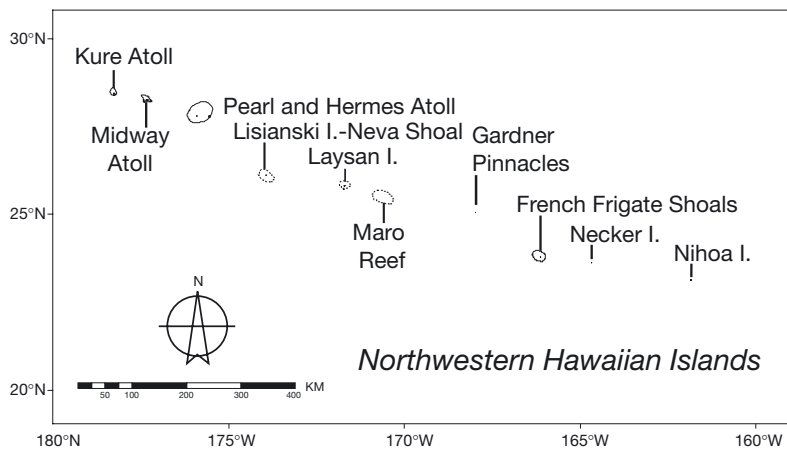 30°N
Kure Atoll
Pearl and Hermes Atoll
Midway
Atoll
Lisianski I.-Neva Shoal
Laysan I.
Gardner
Pinnacles
25°N
Maro
Reef
French Frigate Shoals
Necker I.
Nihoa I.
N
Northwestern Hawaiian Islands
20°N
50 100 200 300 400 KM
180°N 175°W 170°W 165°W 160°W